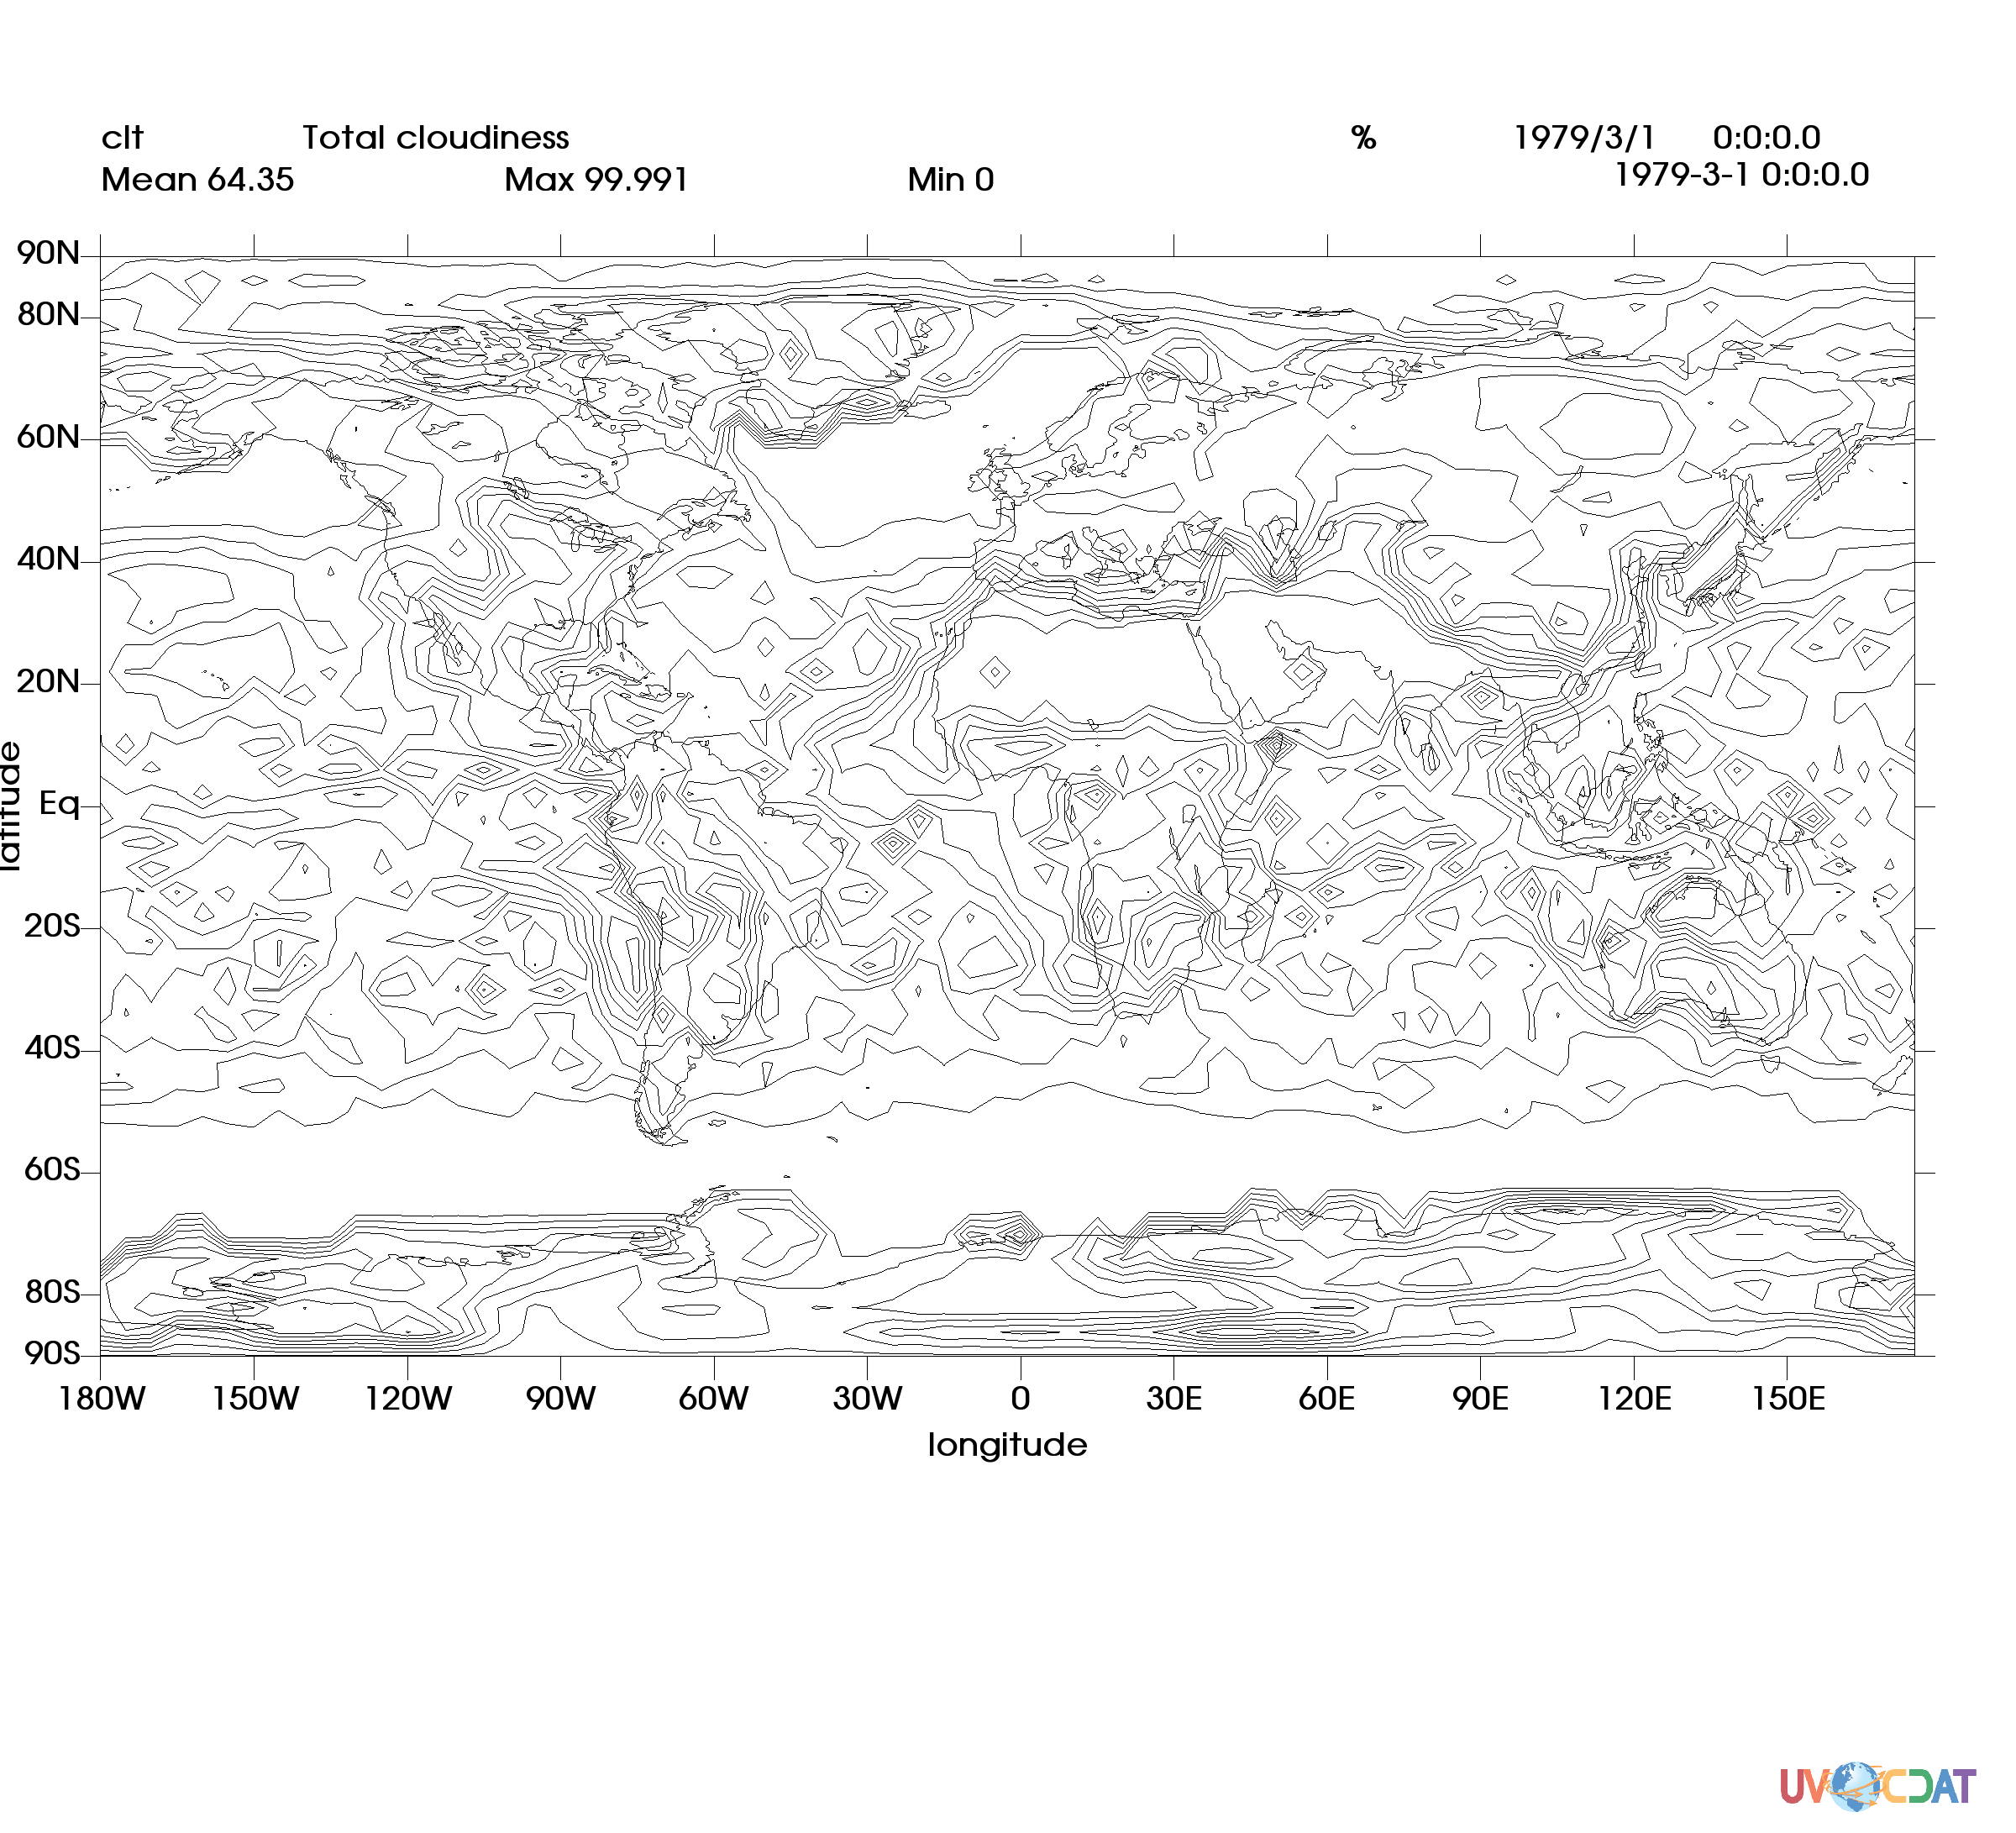 clt Total cloudiness % 1979/3/1 0:0:0.0
Mean 64.35 Max 99.991 Min 0 1979-3-1 0:0:0.0
90N
80N
60N
40N
20N
Eq
20S
40S
60S
80S
90S
latitude
180W 150W 120W 90W 60W 30W 0 30E 60E 90E 120E 150E
longitude
UV CDAT